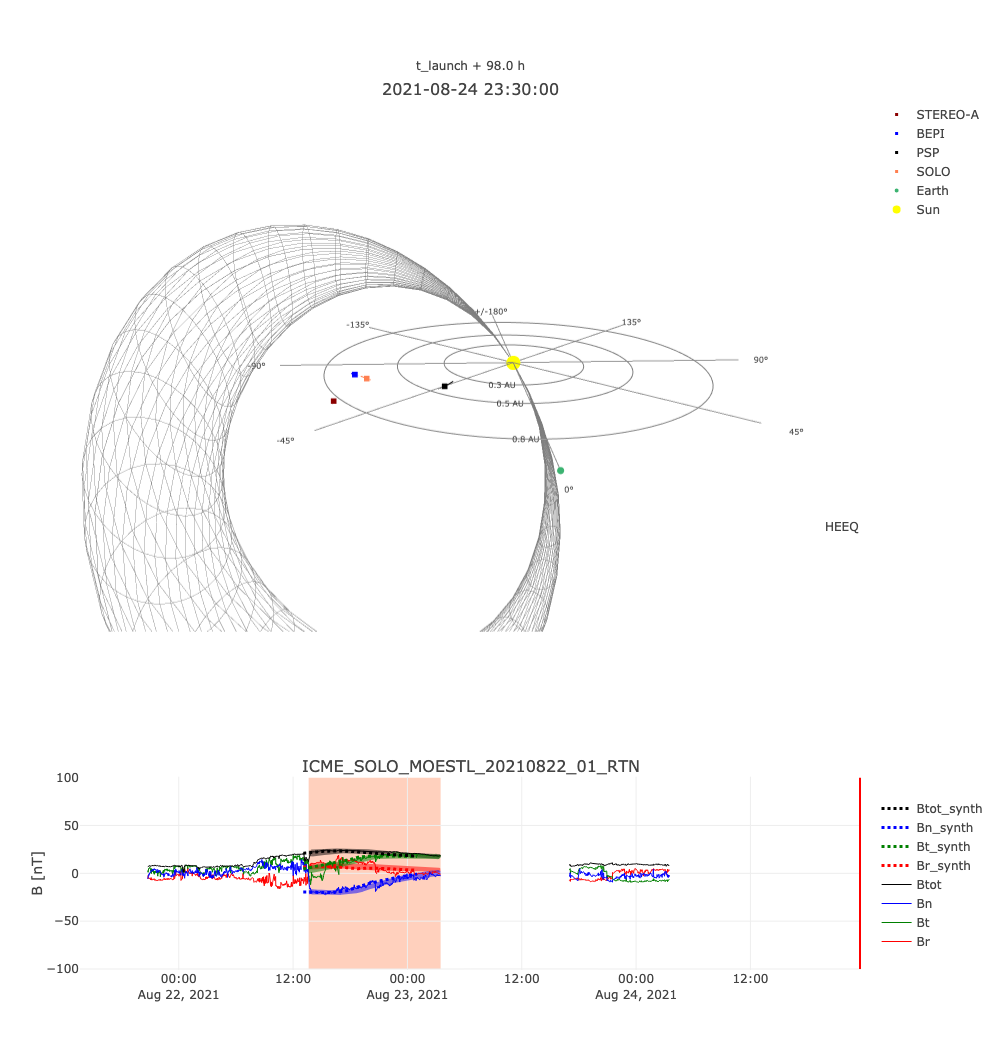 t_launch + 98.0 h
2021-08-24 23:30:00
STEREO-A
BEPI
PSP
SOLO
Earth
Sun
+/-180°
-135°
135°
-90°
90°
0.3 AU
0.5 AU
-45°
45°
0.8 AU
0°
HEEQ
ICME_SOLO_MOESTL_20210822_01_RTN
B [nT]
100
50
0
−50
−100
00:00
Aug 22, 2021
12:00
00:00
Aug 23, 2021
12:00
00:00
Aug 24, 2021
12:00
Btot_synth
Bn_synth
Bt_synth
Br_synth
Btot
Bn
Bt
Br